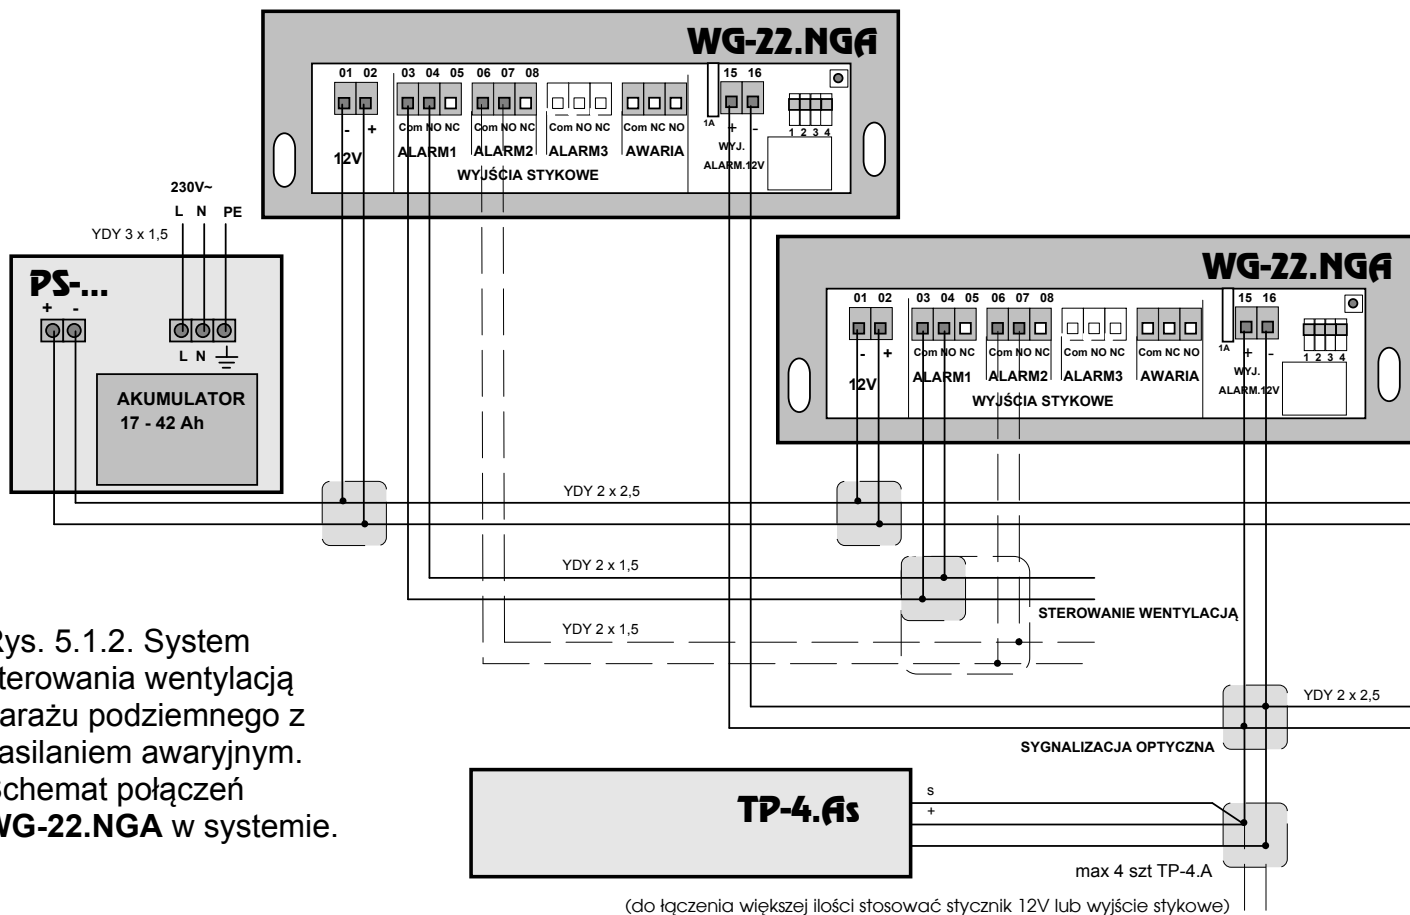 WG-22.NGA
01 02 03 04 05 06 07 08 15 16
1A
- + Com NO NC Com NO NC Com NO NC Com NC NO + - 1 2 3 4
12V ALARM1 ALARM2 ALARM3 AWARIA WYJ.
ALARM.12V
WYJŚCIA STYKOWE
230V~
L N PE
YDY 3 x 1,5
PS-...
+ -
L N
AKUMULATOR
17 - 42 Ah
WG-22.NGA
01 02 03 04 05 06 07 08 15 16
1A
- + Com NO NC Com NO NC Com NO NC Com NC NO + - 1 2 3 4
12V ALARM1 ALARM2 ALARM3 AWARIA WYJ.
ALARM.12V
WYJŚCIA STYKOWE
YDY 2 x 2,5
YDY 2 x 1,5
STEROWANIE WENTYLACJĄ
YDY 2 x 1,5
YDY 2 x 2,5
SYGNALIZACJA OPTYCZNA
Rys. 5.1.2. System
terowania wentylacją
arażu podziemnego z
asilaniem awaryjnym.
Schemat połączeń
WG-22.NGA w systemie.
TP-4.As
s
+
max 4 szt TP-4.A
(do łączenia większej ilości stosować stycznik 12V lub wyjście stykowe)